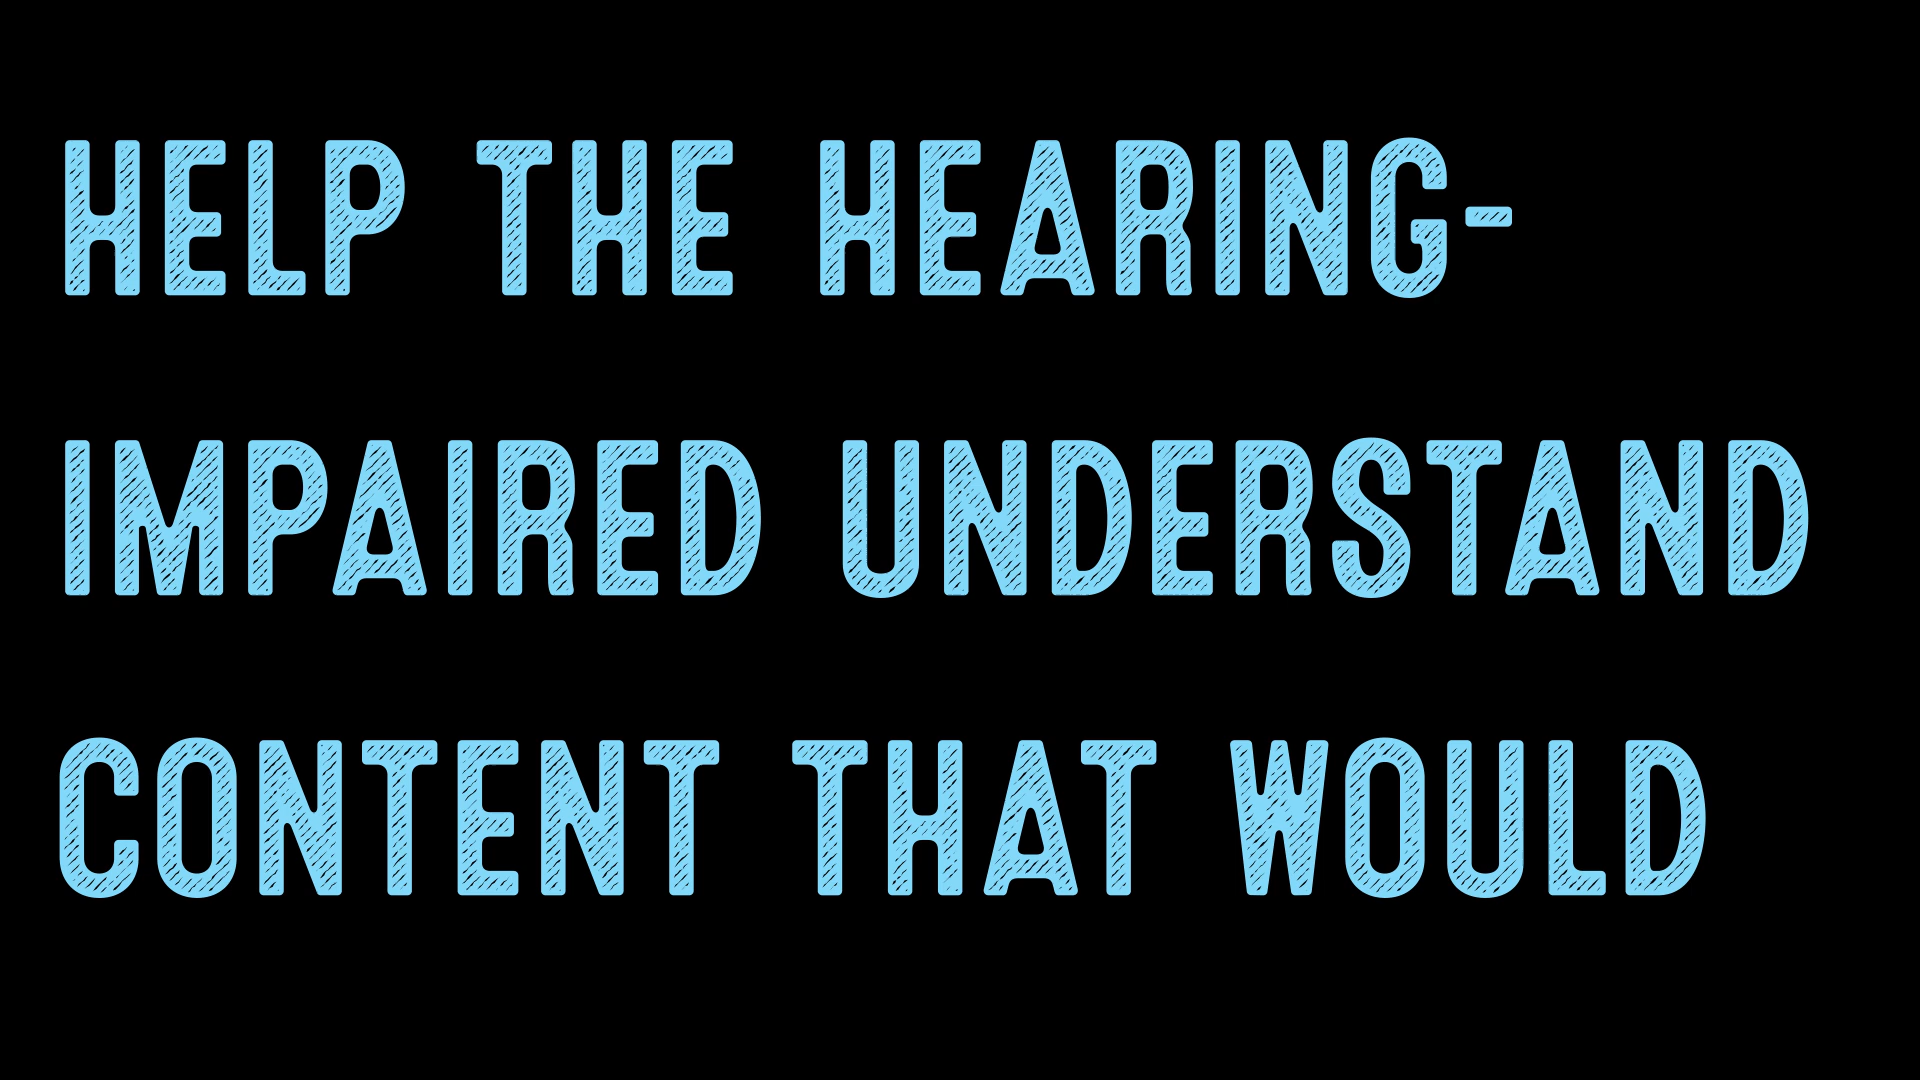 HELP THE HEARING-
IMPAIRED UNDERSTAND
CONTENT THAT WOULD